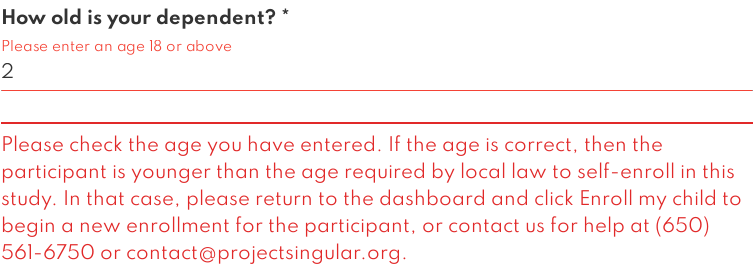 How old is your dependent? *
Please enter an age 18 or above
2
Please check the age you have entered. If the age is correct, then the
participant is younger than the age required by local law to self-enroll in this
study. In that case, please return to the dashboard and click Enroll my child to
begin a new enrollment for the participant, or contact us for help at (650)
561-6750 or contact@projectsingular.org.